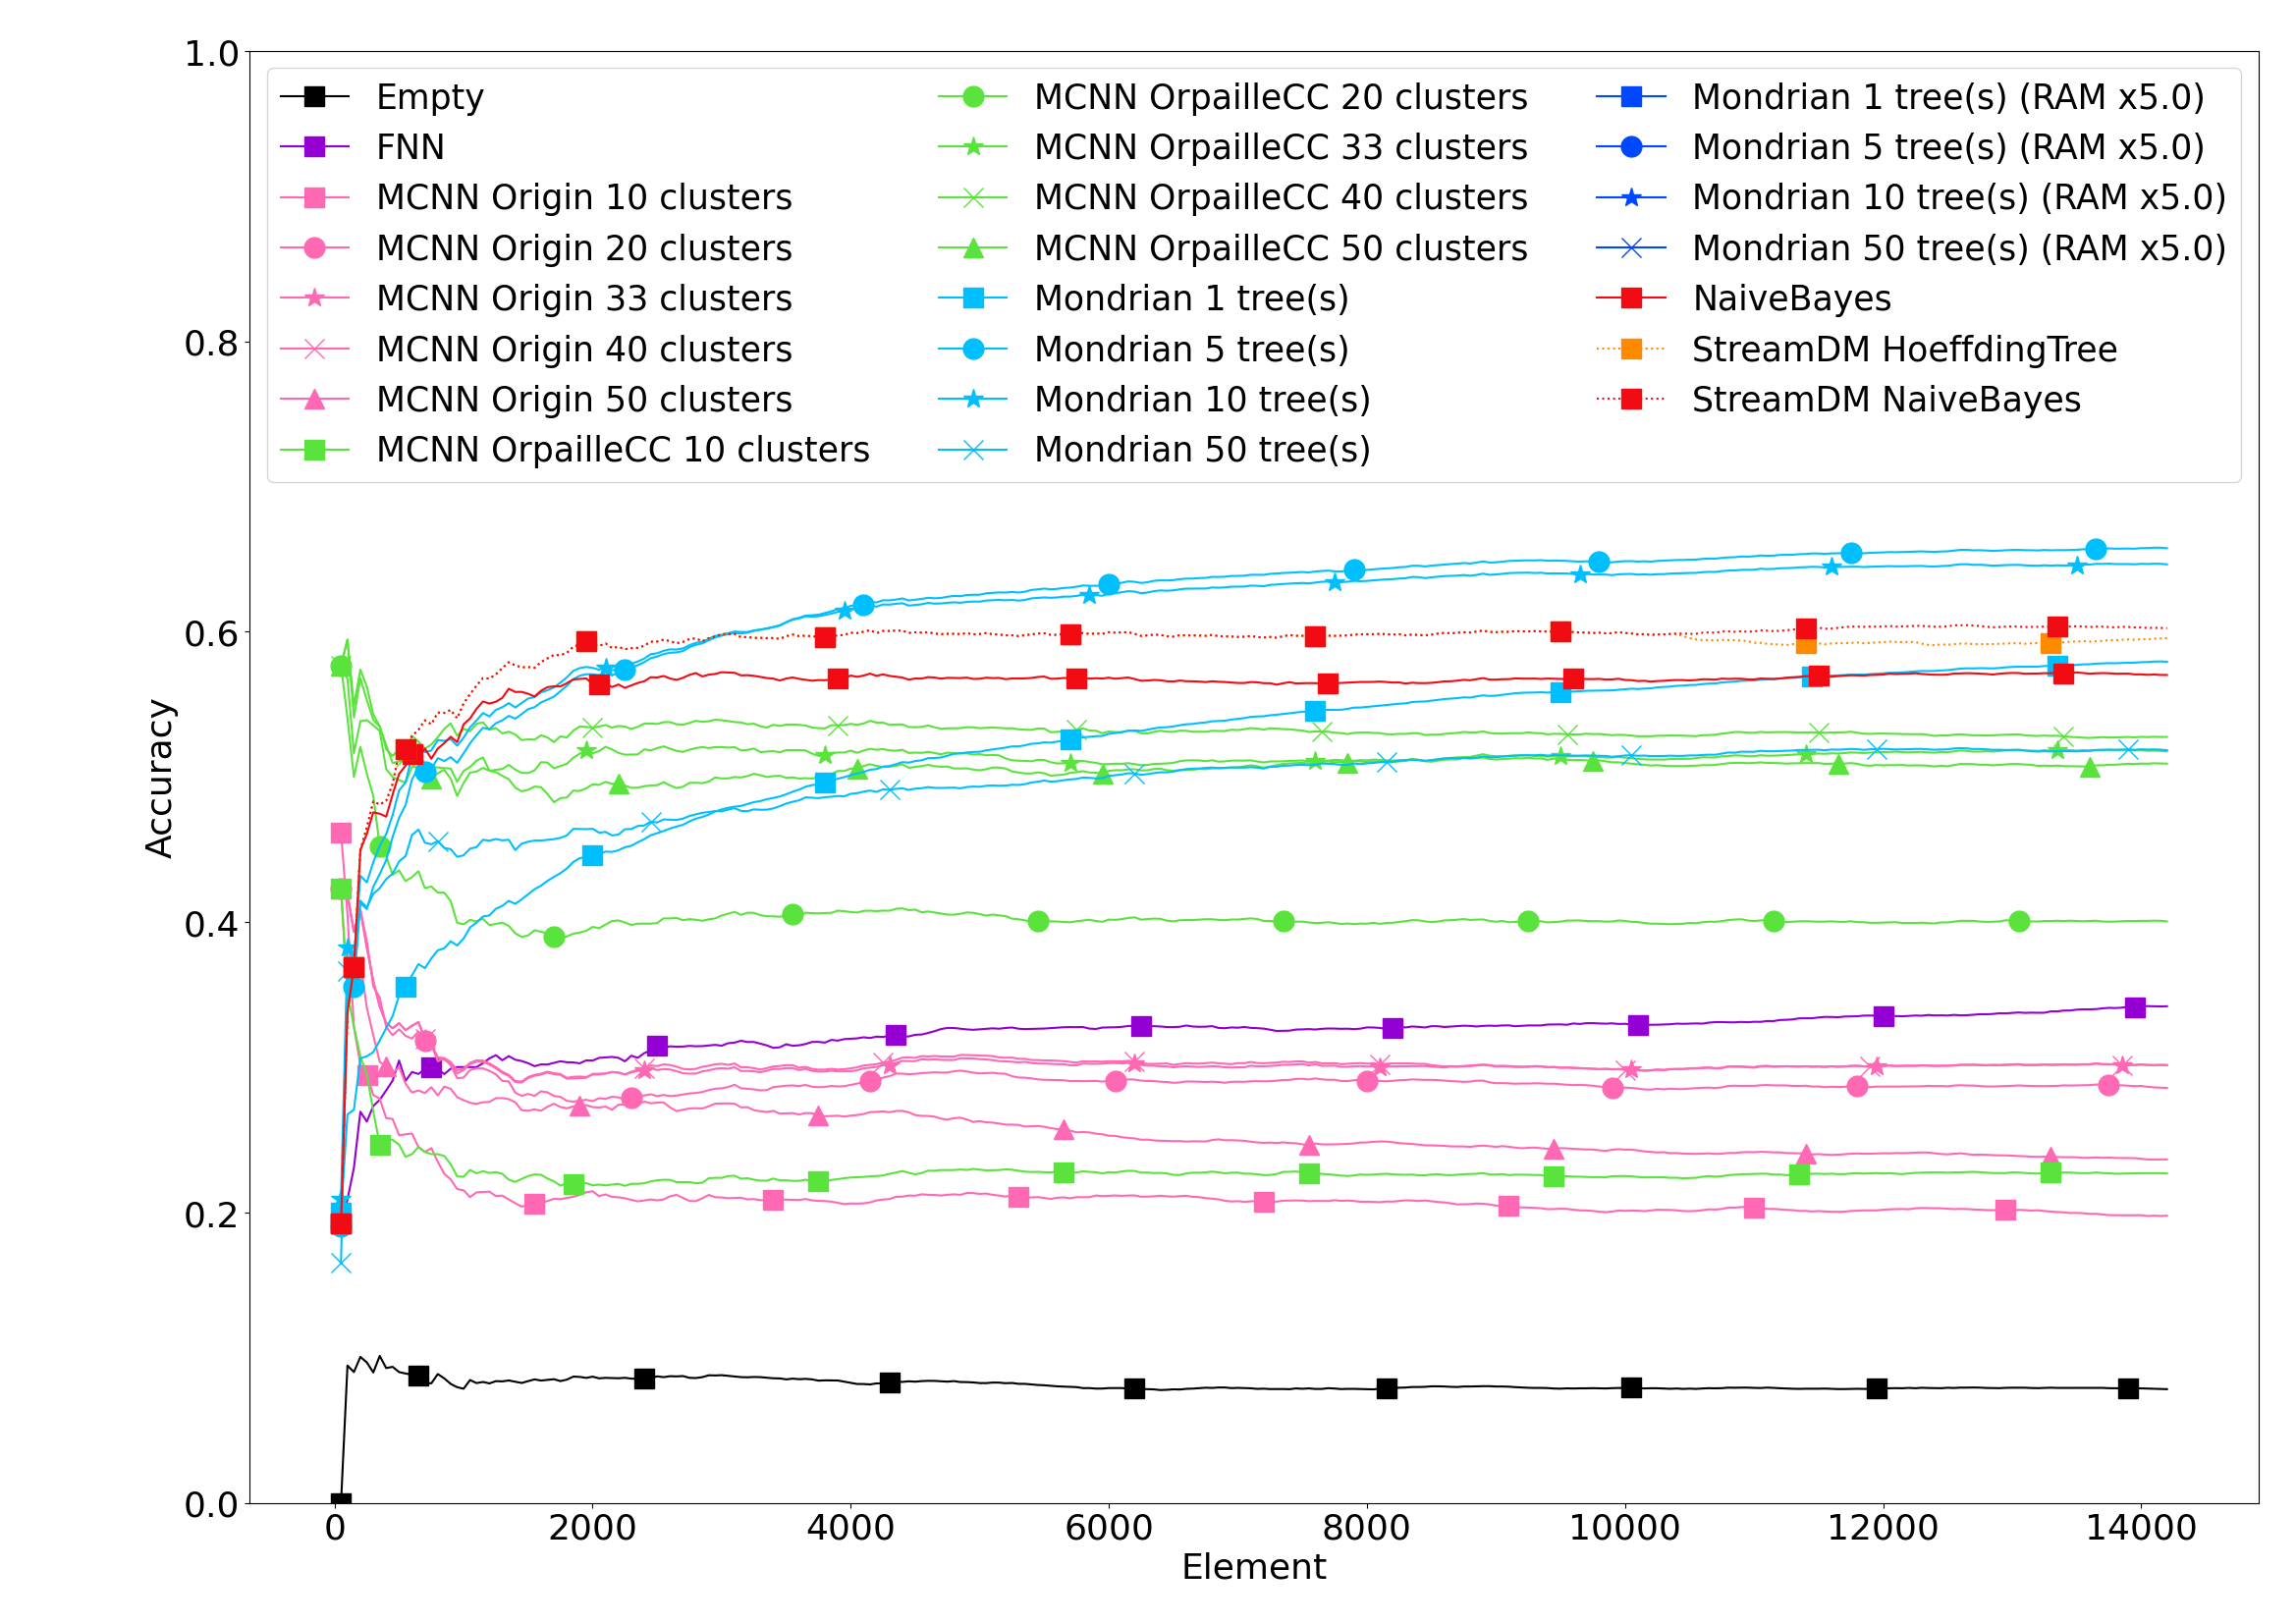 1.0
0.8
0.6
0.4
0.2
0.0
Accuracy
Empty
FNN
MCNN Origin 10 clusters
MCNN Origin 20 clusters
MCNN Origin 33 clusters
MCNN Origin 40 clusters
MCNN Origin 50 clusters
MCNN OrpailleCC 10 clusters
MCNN OrpailleCC 20 clusters
MCNN OrpailleCC 33 clusters
MCNN OrpailleCC 40 clusters
MCNN OrpailleCC 50 clusters
Mondrian 1 tree(s)
Mondrian 5 tree(s)
Mondrian 10 tree(s)
Mondrian 50 tree(s)
Mondrian 1 tree(s) (RAM x5.0)
Mondrian 5 tree(s) (RAM x5.0)
Mondrian 10 tree(s) (RAM x5.0)
Mondrian 50 tree(s) (RAM x5.0)
NaiveBayes
StreamDM HoeffdingTree
StreamDM NaiveBayes
0 2000 4000 6000 8000 10000 12000 14000
Element